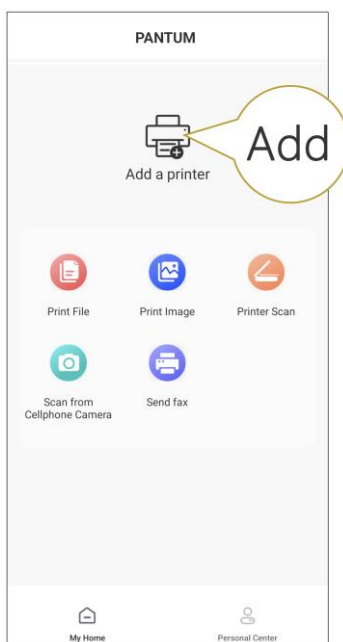 PANTUM
Add
Add a printer
Print File
Print Image
Printer Scan
Scan from
Cellphone Camera
Send fax
My Home
Personal Center